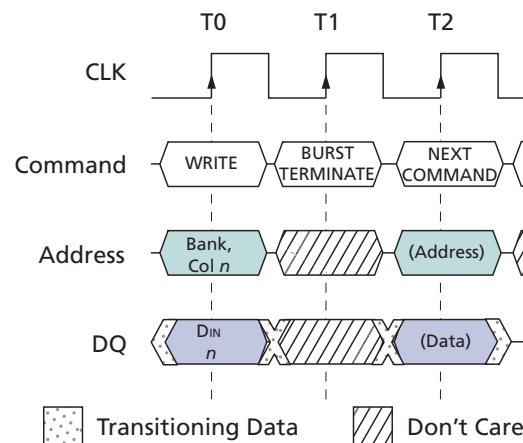 T0 T1 T2
CLK
Command WRITE BURST TERMINATE NEXT COMMAND
Address Bank, Col n (Address)
DQ DIN n (Data)
Transitioning Data Don't Care